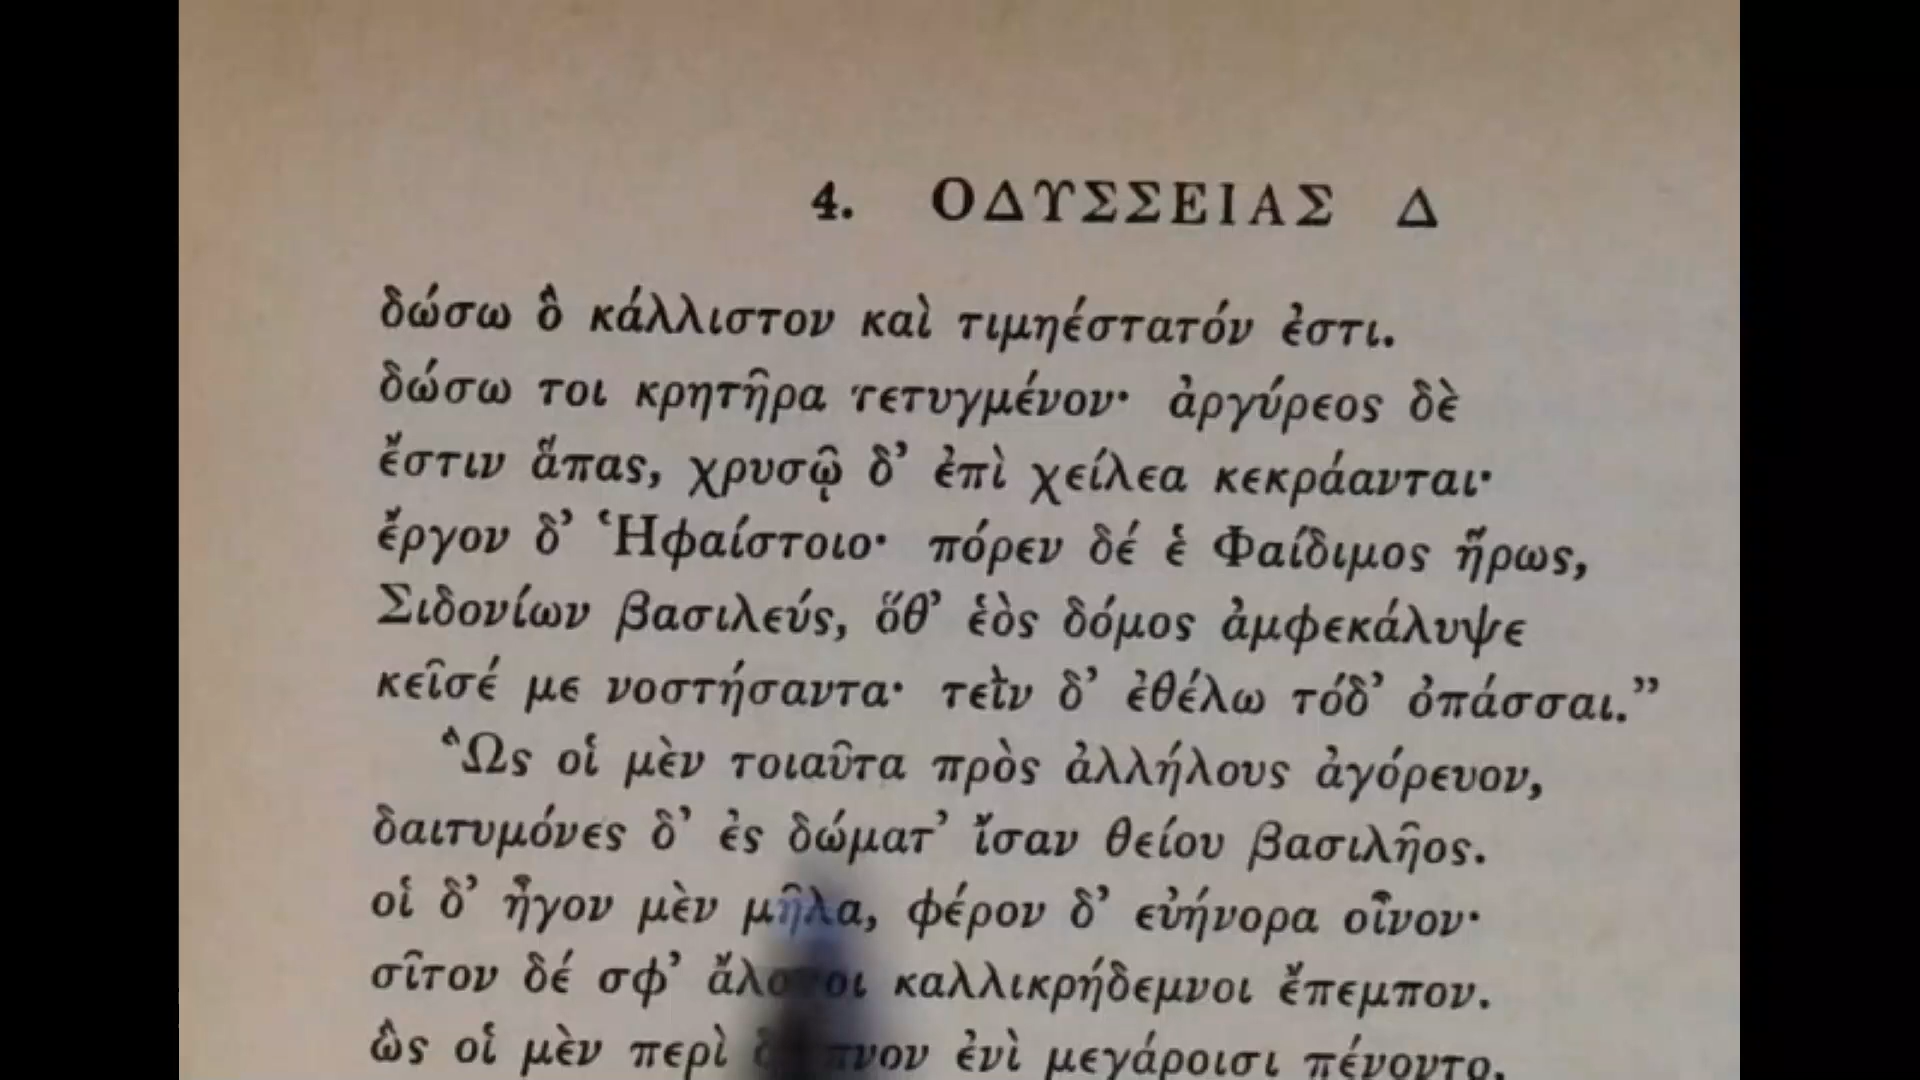 4. ΟΔΥΣΣΕΙΑΣ Δ
δώσω ὃ κάλλιστον καὶ τιμηέστατόν ἐστι.
δώσω τοι κρητῆρα τετυγμένον· ἀργύρεος δὲ
ἔστιν ἅπας, χρυσῷ δ’ ἐπὶ χείλεα κεκράανται·
ἔργον δ’ Ἡφαίστοιο· πόρεν δέ ἑ Φαίδιμος ἥρως,
Σιδονίων βασιλεύς, ὅθ’ ἑὸς δόμος ἀμφεκάλυψε
κεῖσέ με νοστήσαντα· τεῒν δ’ ἐθέλω τόδ’ ὀπάσσαι.”
Ὣς οἱ μὲν τοιαῦτα πρὸς ἀλλήλους ἀγόρευον,
δαιτυμόνες δ’ ἐς δώματ’ ἴσαν θείου βασιλῆος.
οἱ δ’ ἦγον μὲν μῆλα, φέρον δ’ εὐήνορα οἶνον·
σῖτον δέ σφ’ καλλικρήδεμνοι ἔπεμπον.
ὣς οἱ μὲν περὶ ἐνὶ μεγάροισι πένοντο.